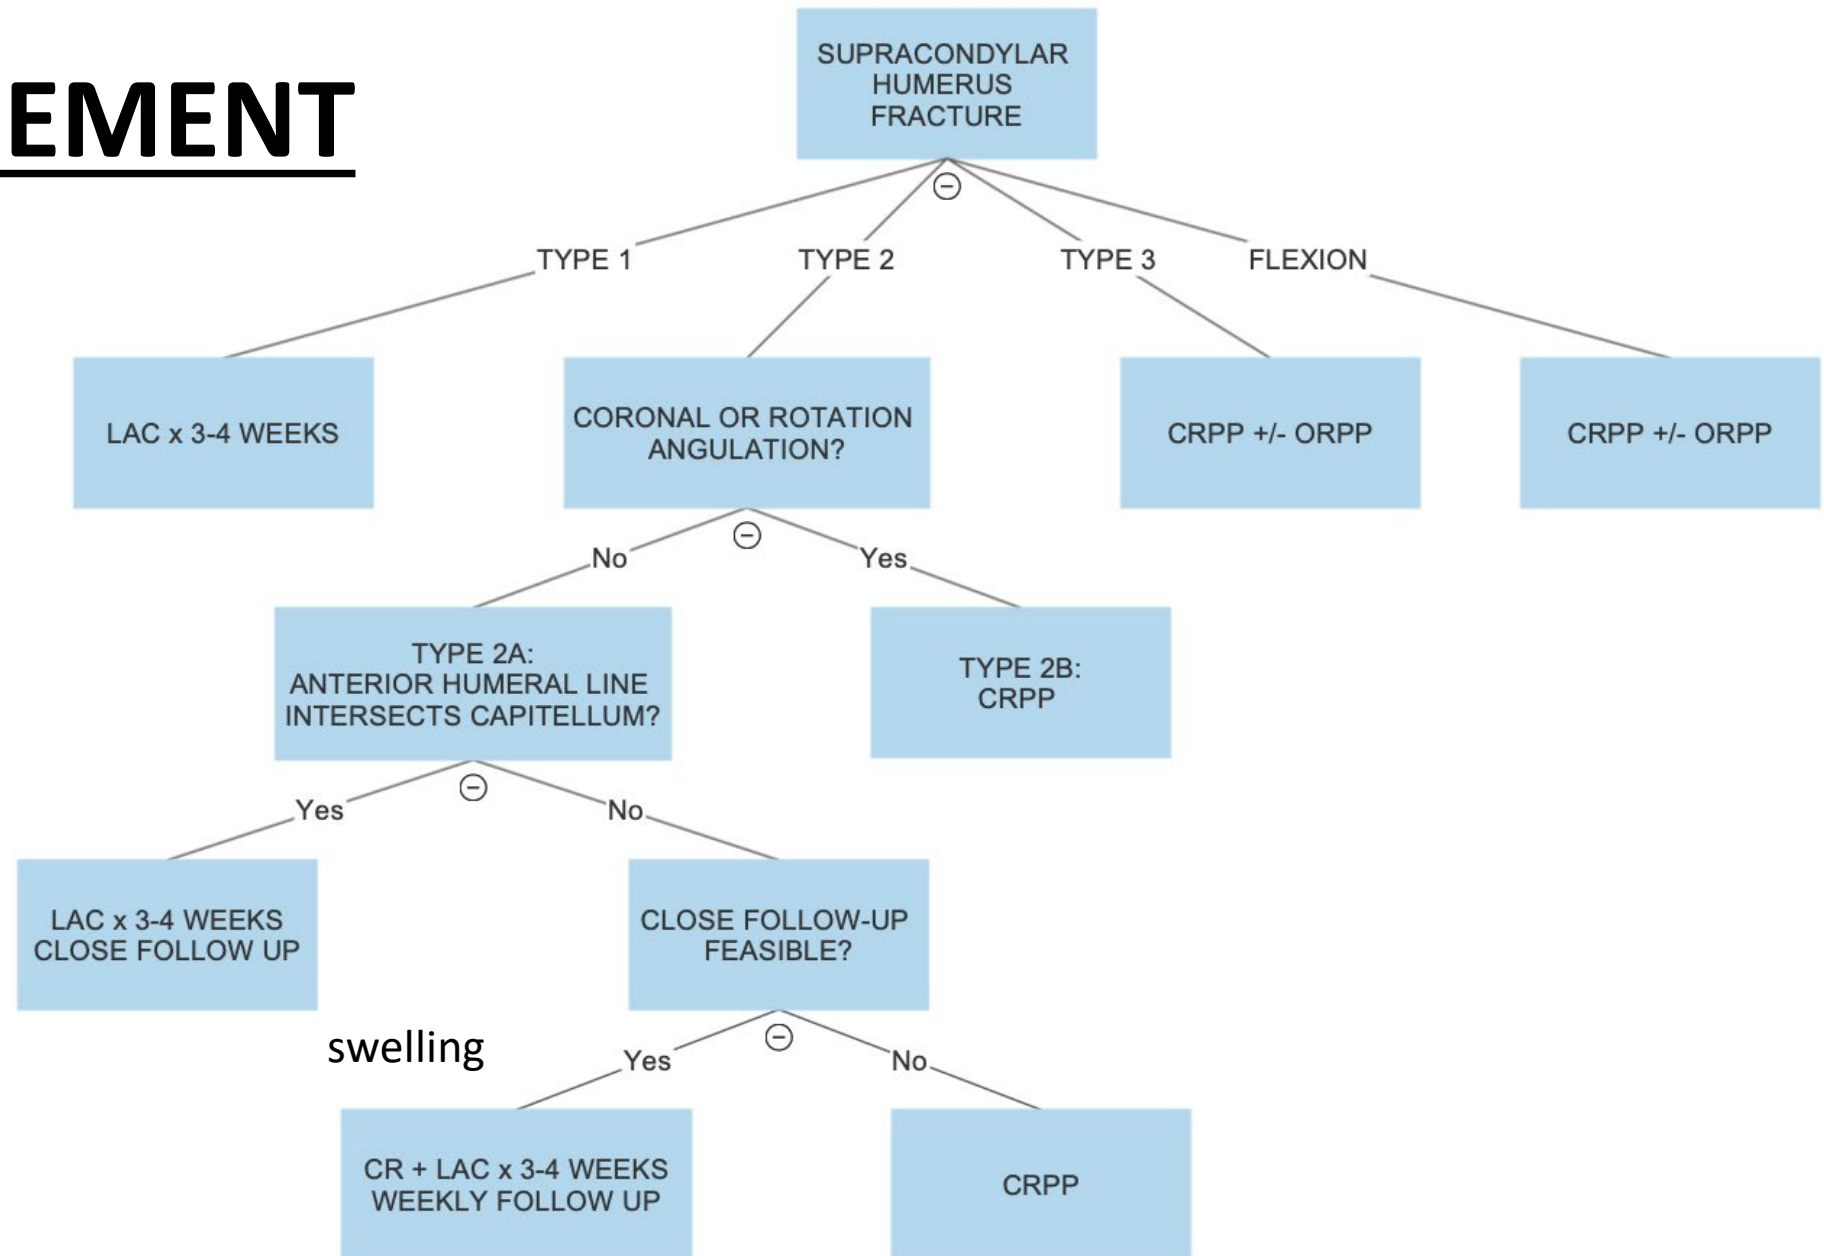 EMENT
SUPRACONDYLAR
HUMERUS
FRACTURE
TYPE 1
TYPE 2
TYPE 3
FLEXION
LAC x 3-4 WEEKS
CORONAL OR ROTATION
ANGULATION?
CRPP +/- ORPP
CRPP +/- ORPP
No
Yes
TYPE 2A:
ANTERIOR HUMERAL LINE
INTERSECTS CAPITELLUM?
TYPE 2B:
CRPP
Yes
No
LAC x 3-4 WEEKS
CLOSE FOLLOW UP
CLOSE FOLLOW-UP
FEASIBLE?
swelling
Yes
No
CR + LAC x 3-4 WEEKS
WEEKLY FOLLOW UP
CRPP